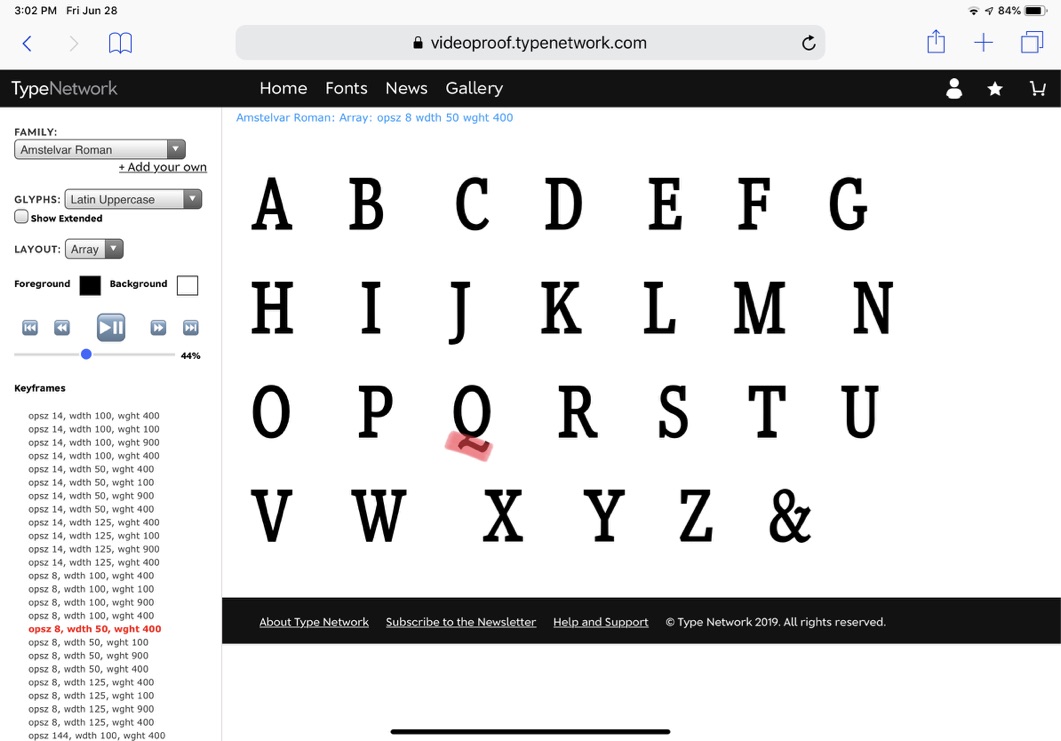 3:02 PM Fri Jun 28 84%
videoproof.typenetwork.com
TypeNetwork Home Fonts News Gallery
Amstelvar Roman: Array: opsz 8 wdth 50 wght 400
FAMILY:
Amstelvar Roman
+ Add your own
GLYPHS: Latin Uppercase
Show Extended
LAYOUT: Array
Foreground Background
44%
Keyframes
opsz 14, wdth 100, wght 400
opsz 14, wdth 100, wght 100
opsz 14, wdth 100, wght 900
opsz 14, wdth 100, wght 400
opsz 14, wdth 50, wght 400
opsz 14, wdth 50, wght 100
opsz 14, wdth 50, wght 900
opsz 14, wdth 50, wght 400
opsz 14, wdth 125, wght 400
opsz 14, wdth 125, wght 100
opsz 14, wdth 125, wght 900
opsz 14, wdth 125, wght 400
opsz 8, wdth 100, wght 400
opsz 8, wdth 100, wght 100
opsz 8, wdth 100, wght 900
opsz 8, wdth 100, wght 400
opsz 8, wdth 50, wght 400
opsz 8, wdth 50, wght 100
opsz 8, wdth 50, wght 900
opsz 8, wdth 50, wght 400
opsz 8, wdth 125, wght 400
opsz 8, wdth 125, wght 100
opsz 8, wdth 125, wght 900
opsz 8, wdth 125, wght 400
opsz 144, wdth 100, wght 400
A B C D E F G
H I J K L M N
O P Q R S T U
V W X Y Z &
About Type Network Subscribe to the Newsletter Help and Support © Type Network 2019. All rights reserved.